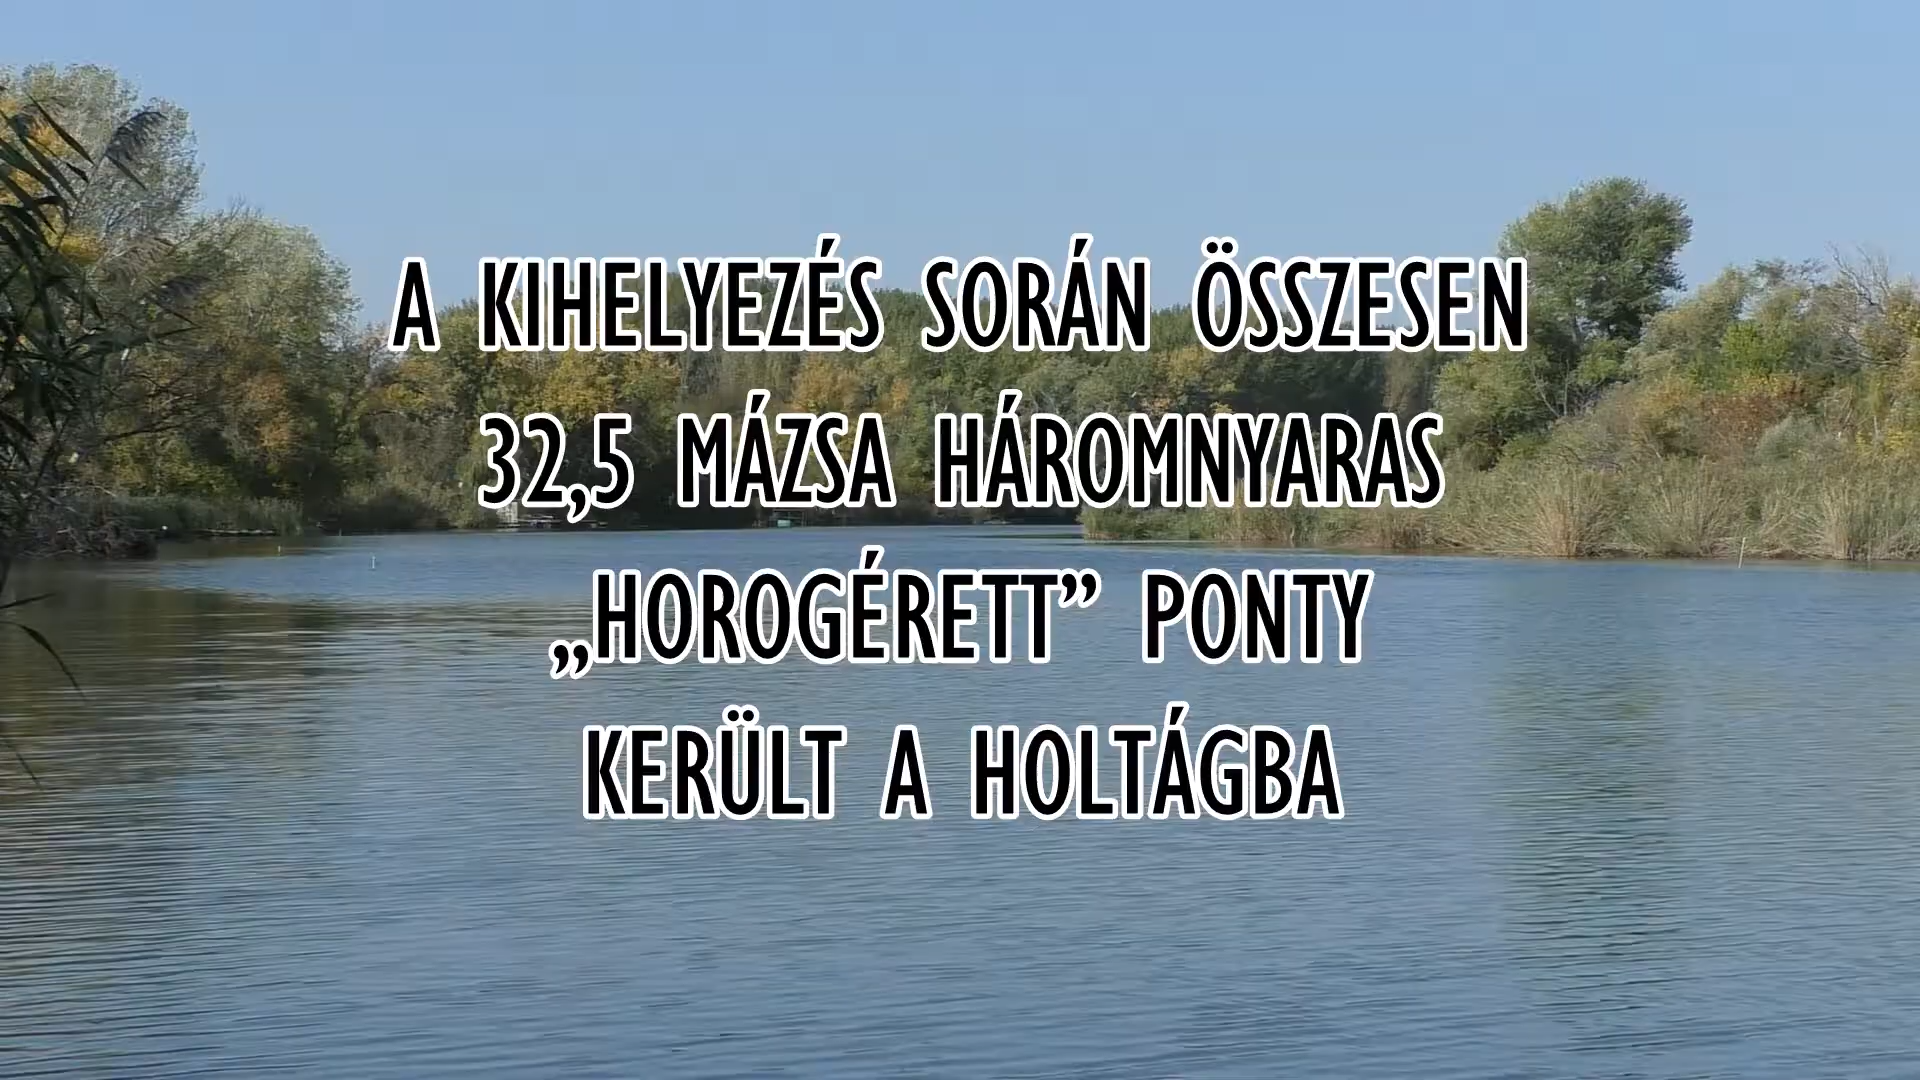 A KIHELYEZÉS SORÁN ÖSSZESEN
32,5 MÁZSA HÁROMNYARAS
„HOROGÉRETT” PONTY
KERÜLT A HOLTÁGBA